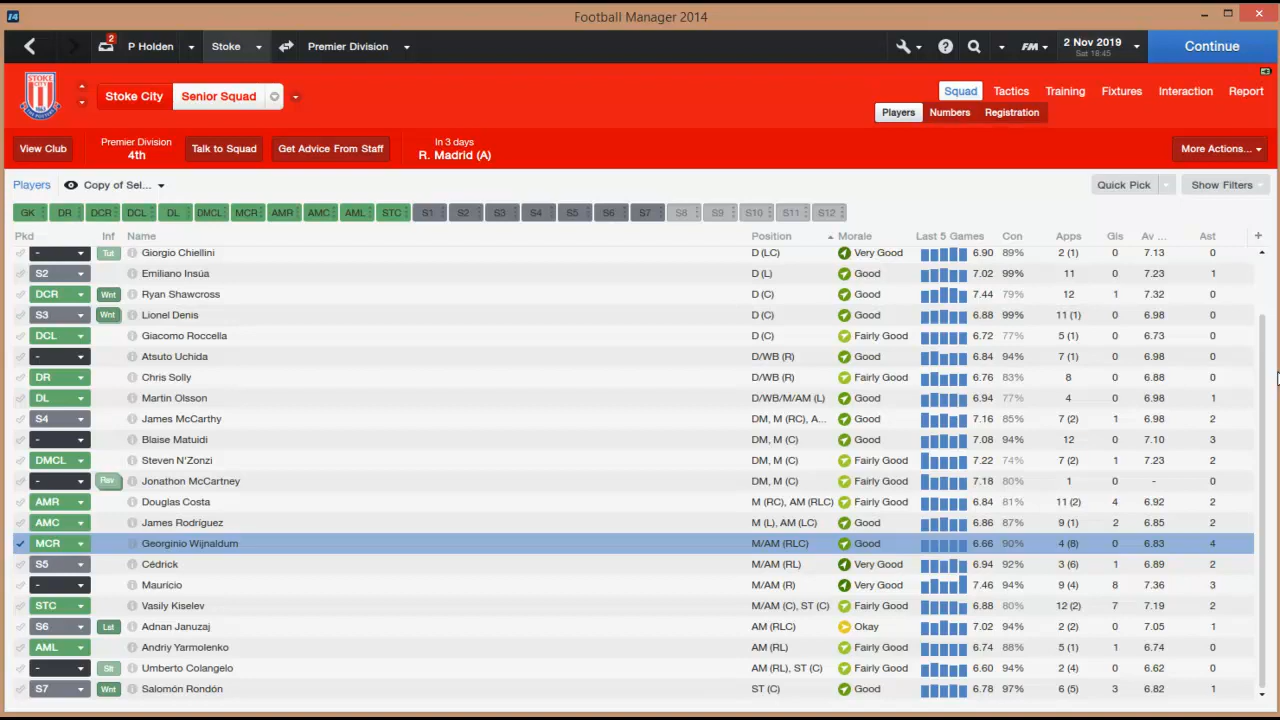 14 Football Manager 2014
2 P Holden Stoke Premier Division ? FM 2 Nov 2019 Sat 18:45 Continue
STOKE CITY Stoke City Senior Squad Squad Tactics Training Fixtures Interaction Report
Players Numbers Registration
View Club Premier Division 4th Talk to Squad Get Advice From Staff In 3 days R. Madrid (A) More Actions...
Players Copy of Sel... Quick Pick Show Filters
GK DR DCR DCL DL DMCL MCR AMR AMC AML STC S1 S2 S3 S4 S5 S6 S7 S8 S9 S10 S11 S12
Pkd Inf Name Position Morale Last 5 Games Con Apps Gls Av ... Ast +
- Tut Giorgio Chiellini D (LC) Very Good 6.90 89% 2 (1) 0 7.13 0
S2 Emiliano Insúa D (L) Good 7.02 99% 11 0 7.23 1
DCR Wnt Ryan Shawcross D (C) Good 7.44 79% 12 1 7.32 0
S3 Wnt Lionel Denis D (C) Good 6.88 99% 11 (1) 0 6.98 0
DCL Giacomo Roccella D (C) Fairly Good 6.72 77% 5 (1) 0 6.73 0
- Atsuto Uchida D/WB (R) Good 6.84 94% 7 (1) 0 6.98 0
DR Chris Solly D/WB (R) Fairly Good 6.76 83% 8 0 6.88 0
DL Martin Olsson D/WB/M/AM (L) Good 6.94 77% 4 0 6.98 1
S4 James McCarthy DM, M (RC), A... Good 7.16 85% 7 (2) 1 6.98 2
- Blaise Matuidi DM, M (C) Good 7.08 94% 12 0 7.10 3
DMCL Steven N'Zonzi DM, M (C) Fairly Good 7.22 74% 7 (2) 1 7.23 2
- Jonathon McCartney DM, M (C) Fairly Good 7.18 80% 1 0 - 0
AMR Douglas Costa M (RC), AM (RLC) Fairly Good 6.84 81% 11 (2) 4 6.92 2
AMC James Rodríguez M (L), AM (LC) Good 6.86 87% 9 (1) 2 6.85 2
MCR Georginio Wijnaldum M/AM (RLC) Good 6.66 90% 4 (8) 0 6.83 4
S5 Cédrick M/AM (RL) Very Good 6.94 92% 3 (6) 1 6.89 2
- Maurício M/AM (R) Very Good 7.46 94% 9 (4) 8 7.36 3
STC Vasily Kiselev M/AM (C), ST (C) Fairly Good 6.88 80% 12 (2) 7 7.19 2
S6 Lst Adnan Januzaj AM (RLC) Okay 7.02 94% 2 (2) 0 7.05 1
AML Andriy Yarmolenko AM (RL) Fairly Good 6.74 88% 5 (1) 0 6.74 0
- Slt Umberto Colangelo AM (RL), ST (C) Fairly Good 6.60 94% 2 (4) 0 6.62 0
S7 Wnt Salomón Rondón ST (C) Good 6.78 97% 6 (5) 3 6.82 1